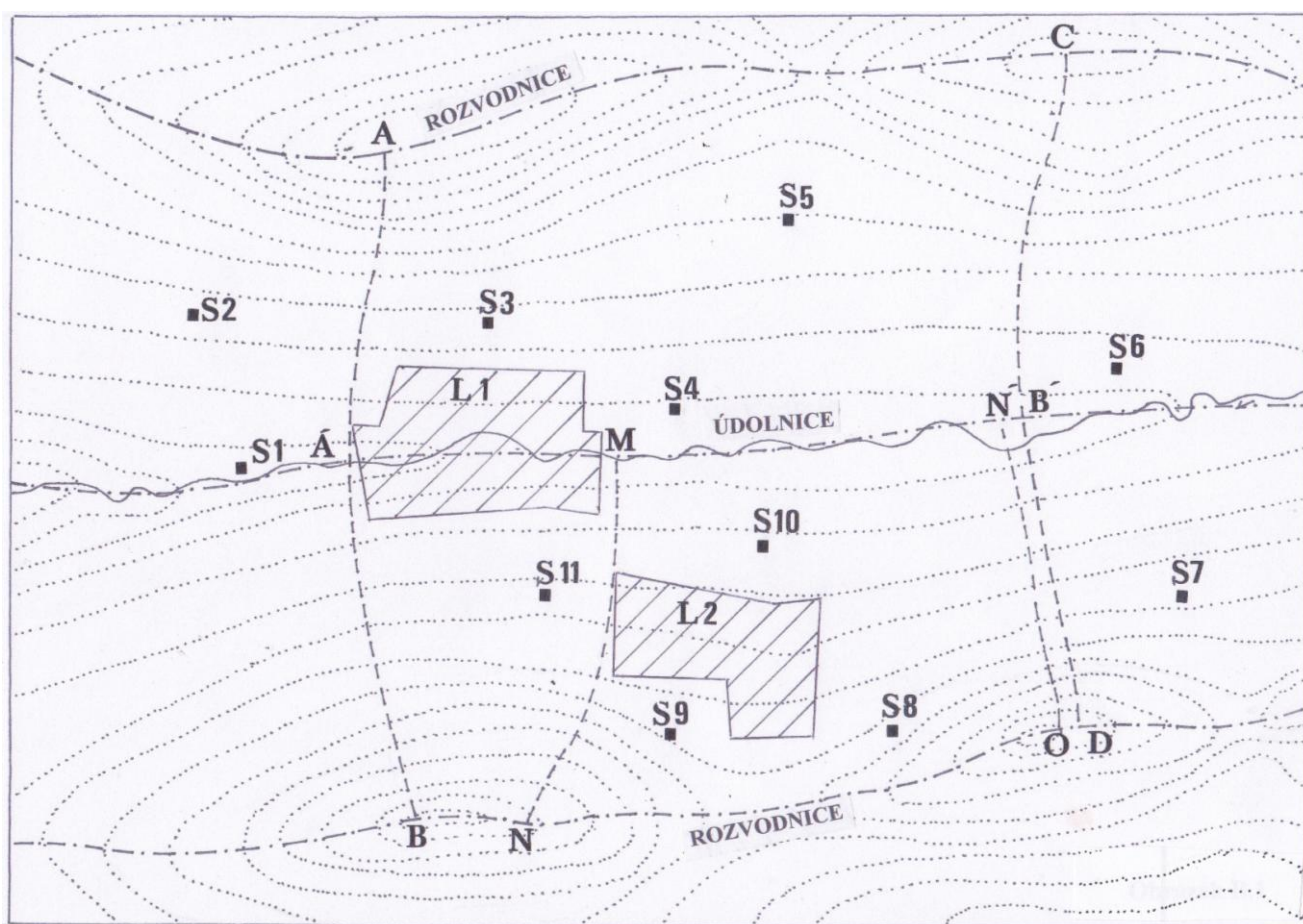 C
ROZVODNICE
A
S5
S2
S3
S6
L1
S4
N´ B´
ÚDOLNICE
Á
M
S1
S10
S11
S7
L2
S9
S8
O D
B
N
ROZVODNICE